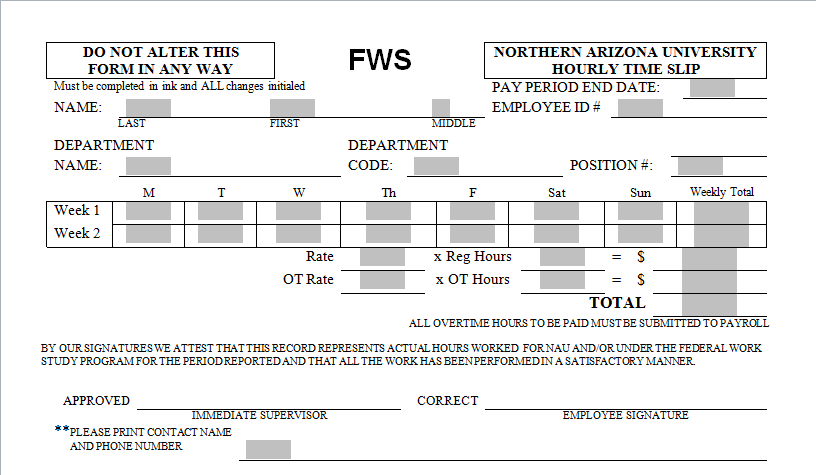 DO NOT ALTER THIS
FORM IN ANY WAY
FWS
NORTHERN ARIZONA UNIVERSITY
HOURLY TIME SLIP
Must be completed in ink and ALL changes initialed
PAY PERIOD END DATE:
NAME:
EMPLOYEE ID #
LAST FIRST MIDDLE
DEPARTMENT DEPARTMENT
NAME: CODE: POSITION #:
M T W Th F Sat Sun Weekly Total
Week 1
Week 2
Rate x Reg Hours = $
OT Rate x OT Hours = $
TOTAL
ALL OVERTIME HOURS TO BE PAID MUST BE SUBMITTED TO PAYROLL
BY OUR SIGNATURES WE ATTEST THAT THIS RECORD REPRESENTS ACTUAL HOURS WORKED FOR NAU AND/OR UNDER THE FEDERAL WORK
STUDY PROGRAM FOR THE PERIOD REPORTED AND THAT ALL THE WORK HAS BEEN PERFORMED IN A SATISFACTORY MANNER.
APPROVED CORRECT
IMMEDIATE SUPERVISOR EMPLOYEE SIGNATURE
**PLEASE PRINT CONTACT NAME
AND PHONE NUMBER